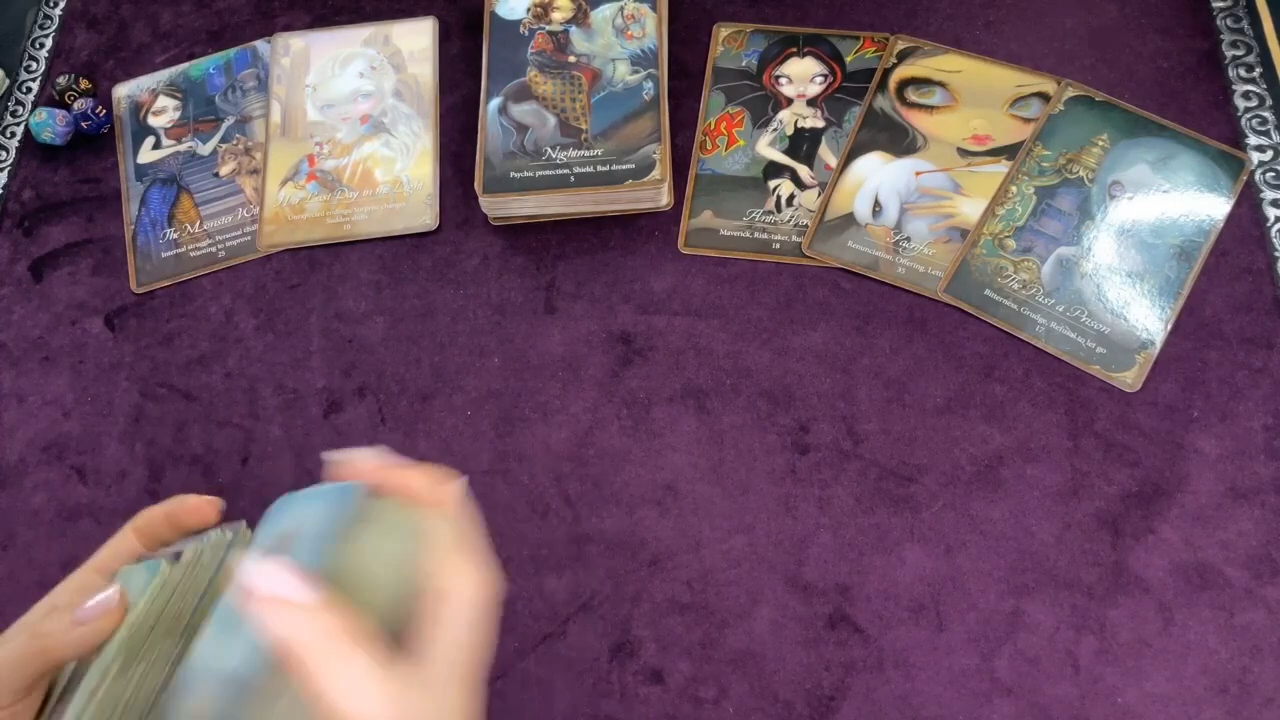 The Monster Wit
Internal struggle, Personal chall
Wanting to improve
25
Her Last Day in the Light
Unexpected endings, Surprise changes,
Sudden shifts
10
Nightmare
Psychic protection, Shield, Bad dreams
5
Anti-Hero
Maverick, Risk-taker, Rul
18
Sacrifice
Renunciation, Offering, Lett
35
The Past a Prison
Bitterness, Grudge, Refusal to let go
17